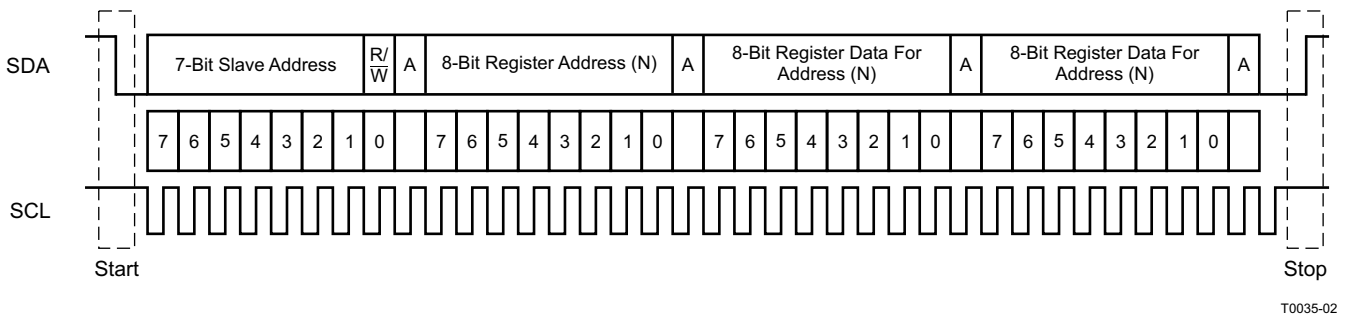 SDA
7-Bit Slave Address
R/
W
A
8-Bit Register Address (N)
A
8-Bit Register Data For
Address (N)
A
8-Bit Register Data For
Address (N)
A
7 6 5 4 3 2 1 0 7 6 5 4 3 2 1 0 7 6 5 4 3 2 1 0 7 6 5 4 3 2 1 0
SCL
Start
Stop
T0035-02